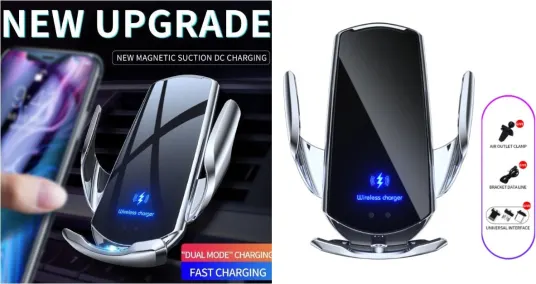 NEW UPGRADE
NEW MAGNETIC SUCTION DC CHARGING
Wireless charger
"DUAL MODE" CHARGING
FAST CHARGING
Wireless charger
AIR OUTLET CLAMP
BRACNET DATA LINE
UNIVERSAL INTERFACE